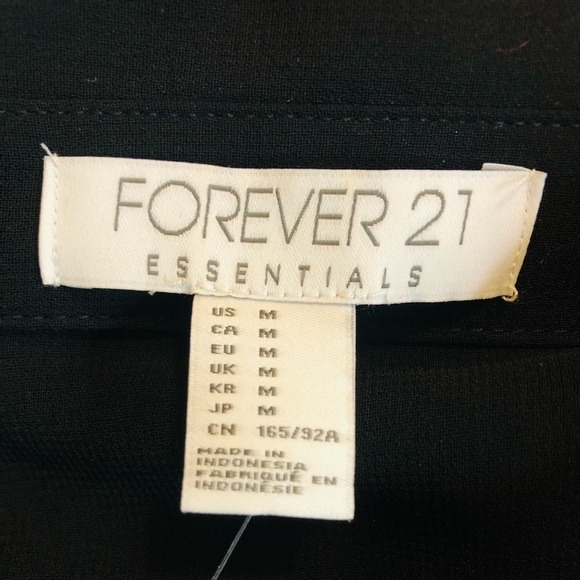 FOREVER 21
ESSENTIALS
US M
CA M
EU M
UK M
KR M
JP M
CN 165/92A
MADE IN
INDONESIA
FABRIQUÉ EN
INDONÉSIE